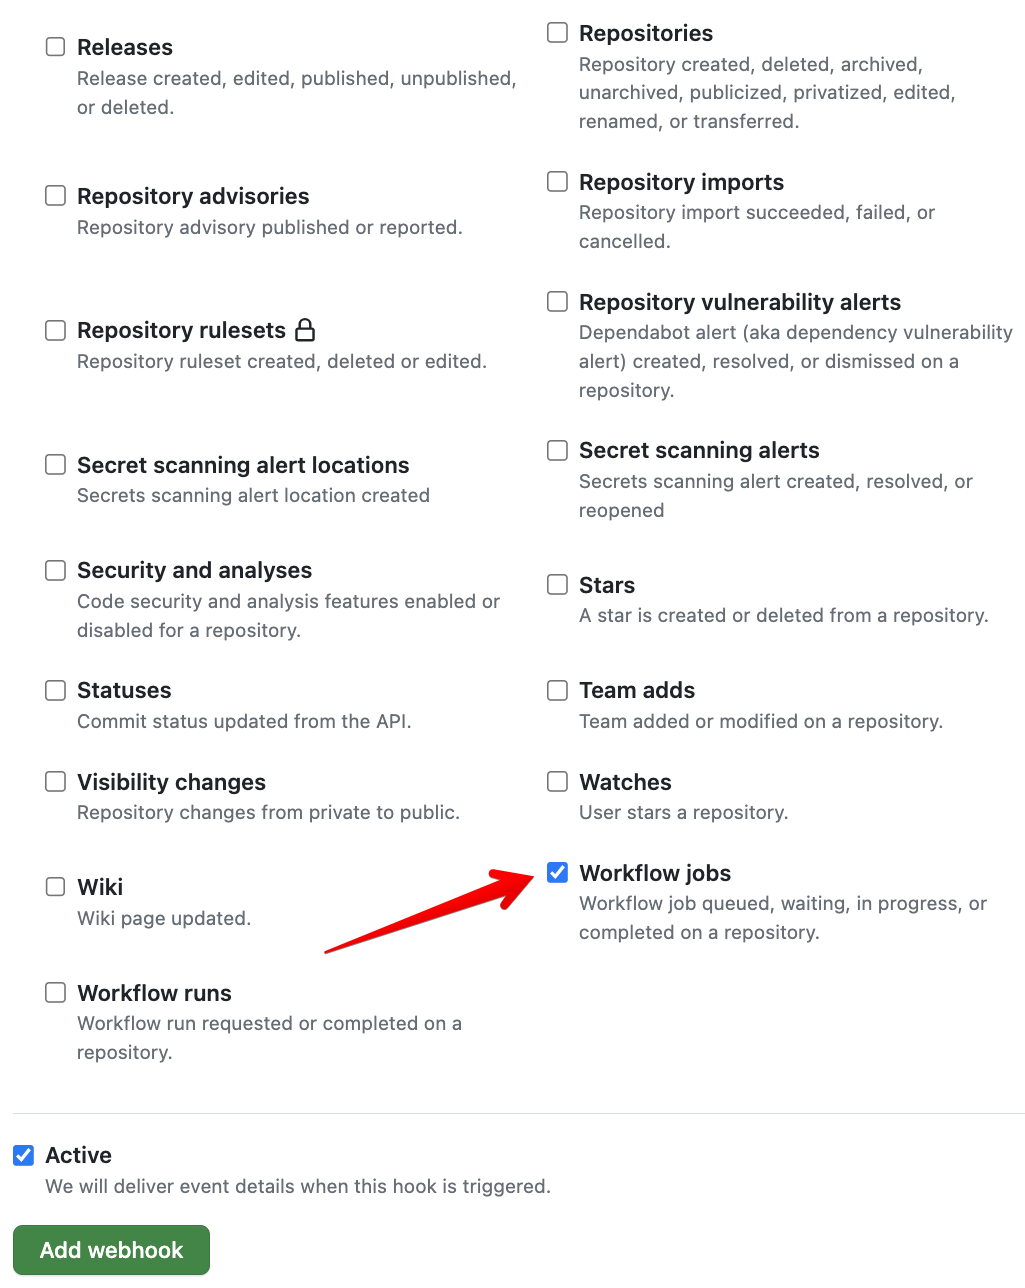 Releases
Release created, edited, published, unpublished,
or deleted.
Repositories
Repository created, deleted, archived,
unarchived, publicized, privatized, edited,
renamed, or transferred.
Repository advisories
Repository advisory published or reported.
Repository imports
Repository import succeeded, failed, or
cancelled.
Repository rulesets
Repository ruleset created, deleted or edited.
Repository vulnerability alerts
Dependabot alert (aka dependency vulnerability
alert) created, resolved, or dismissed on a
repository.
Secret scanning alert locations
Secrets scanning alert location created
Secret scanning alerts
Secrets scanning alert created, resolved, or
reopened
Security and analyses
Code security and analysis features enabled or
disabled for a repository.
Stars
A star is created or deleted from a repository.
Statuses
Commit status updated from the API.
Team adds
Team added or modified on a repository.
Visibility changes
Repository changes from private to public.
Watches
User stars a repository.
Wiki
Wiki page updated.
Workflow jobs
Workflow job queued, waiting, in progress, or
completed on a repository.
Workflow runs
Workflow run requested or completed on a
repository.
Active
We will deliver event details when this hook is triggered.
Add webhook